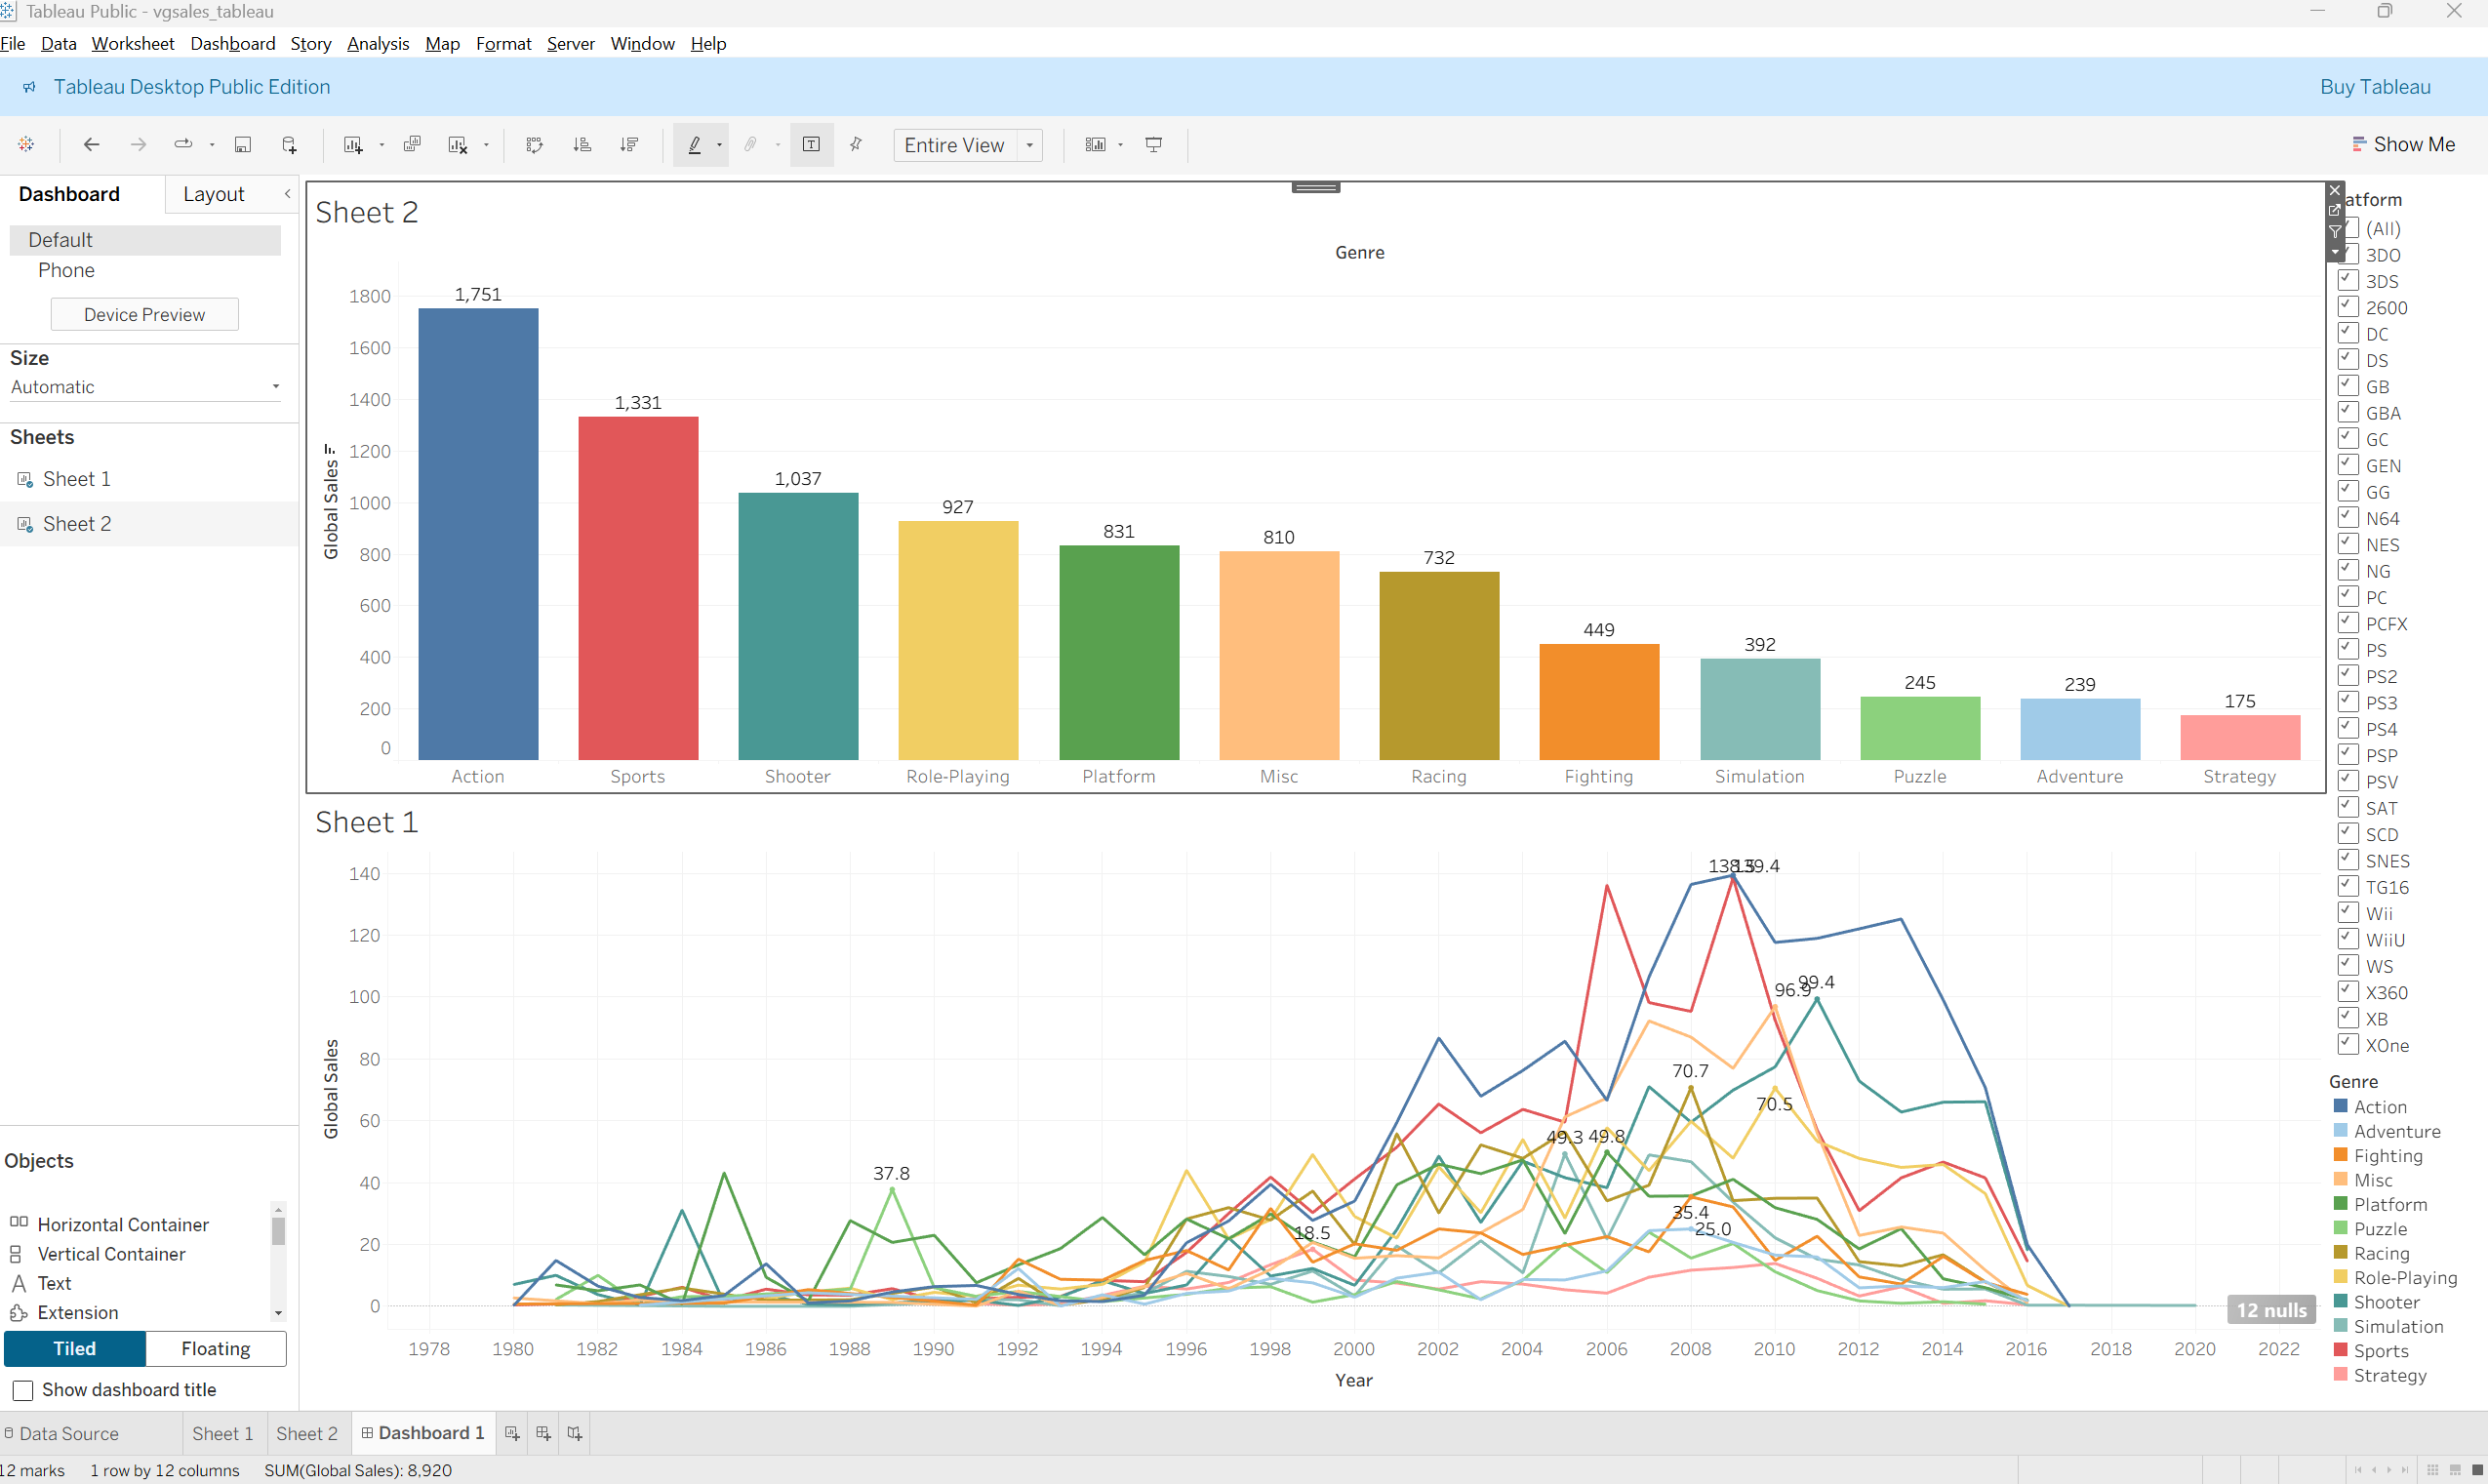 Tableau Public - vgsales_tableau
File Data Worksheet Dashboard Story Analysis Map Format Server Window Help
Tableau Desktop Public Edition
Buy Tableau
Entire View
Show Me
Dashboard
Layout
Default
Phone
Device Preview
Size
Automatic
Sheets
Sheet 1
Sheet 2
Objects
Horizontal Container
Vertical Container
Text
Extension
Tiled
Floating
Show dashboard title
Sheet 2
Genre
Global Sales
1800
1600
1400
1200
1000
800
600
400
200
0
1,751
1,331
1,037
927
831
810
732
449
392
245
239
175
Action Sports Shooter Role-Playing Platform Misc Racing Fighting Simulation Puzzle Adventure Strategy
Sheet 1
Global Sales
140
120
100
80
60
40
20
0
139.4
96.9
99.4
70.7
70.5
49.3
49.8
37.8
35.4
25.0
18.5
12 nulls
1978 1980 1982 1984 1986 1988 1990 1992 1994 1996 1998 2000 2002 2004 2006 2008 2010 2012 2014 2016 2018 2020 2022
Year
atform
(All)
3DO
3DS
2600
DC
DS
GB
GBA
GC
GEN
GG
N64
NES
NG
PC
PCFX
PS
PS2
PS3
PS4
PSP
PSV
SAT
SCD
SNES
TG16
Wii
WiiU
WS
X360
XB
XOne
Genre
Action
Adventure
Fighting
Misc
Platform
Puzzle
Racing
Role-Playing
Shooter
Simulation
Sports
Strategy
Data Source
Sheet 1
Sheet 2
Dashboard 1
12 marks 1 row by 12 columns SUM(Global Sales): 8,920